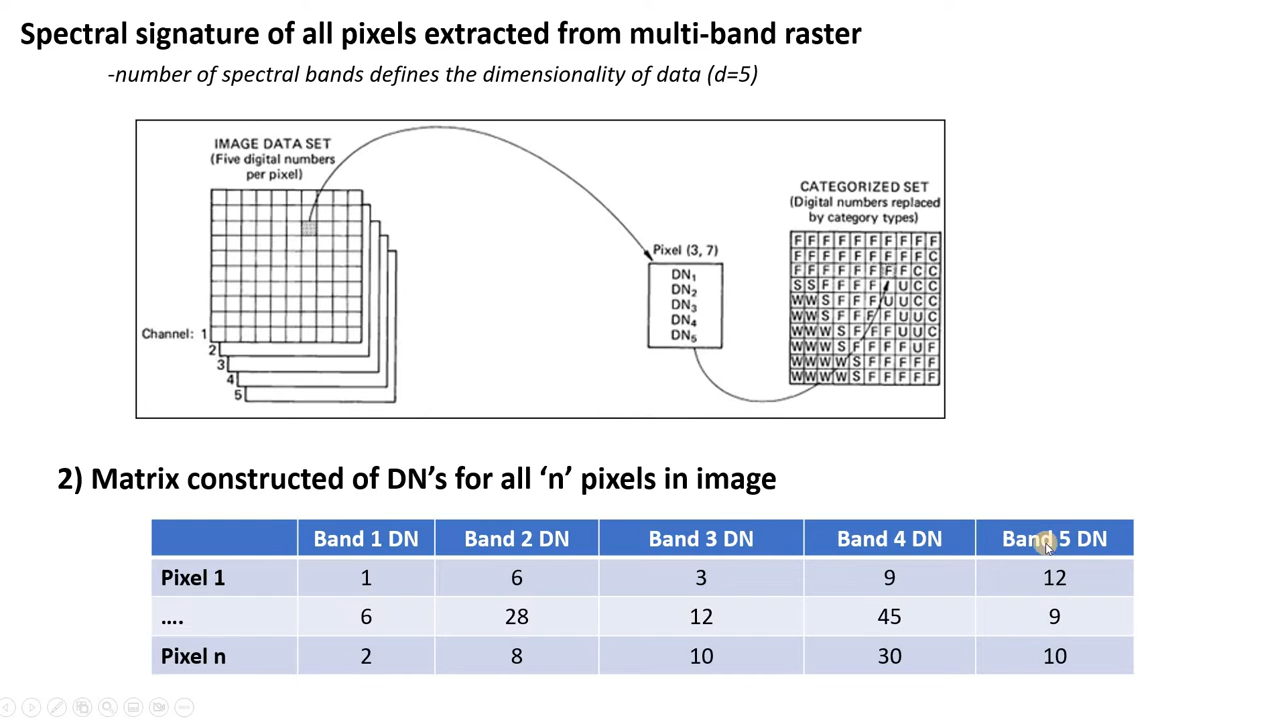 Spectral signature of all pixels extracted from multi-band raster
-number of spectral bands defines the dimensionality of data (d=5)
IMAGE DATA SET
(Five digital numbers
per pixel)
Channel: 1
2
3
4
5
Pixel (3, 7)
DN1
DN2
DN3
DN4
DN5
CATEGORIZED SET
(Digital numbers replaced
by category types)
F F F F F F F F F F
F F F F F F F F F C
F F F F F F F F C C
S S F F F F U C C
W W S F F F F U U C C
W W W S F F F F U U C
W W W S F F F F U U C
W W W S F F F F U F
W W W W S F F F F F
W W W W S F F F F F
2) Matrix constructed of DN’s for all ‘n’ pixels in image
Band 1 DN Band 2 DN Band 3 DN Band 4 DN Band 5 DN
Pixel 1 1 6 3 9 12
.... 6 28 12 45 9
Pixel n 2 8 10 30 10